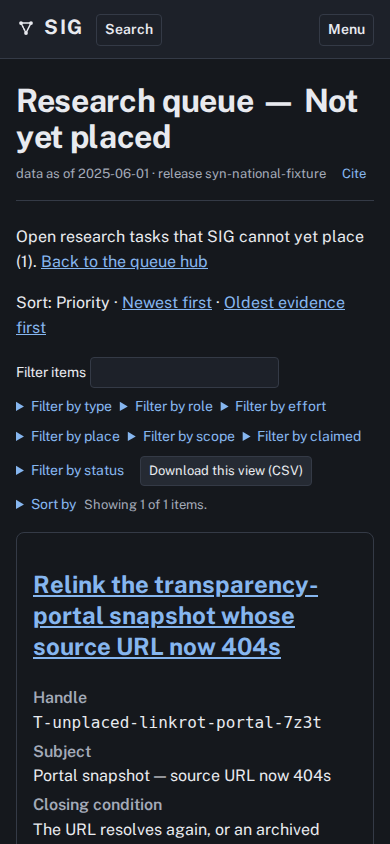 SIG
Search
Menu
Research queue — Not
yet placed
data as of 2025-06-01 · release syn-national-fixture Cite
Open research tasks that SIG cannot yet place
(1). Back to the queue hub
Sort: Priority · Newest first · Oldest evidence
first
Filter items
▶ Filter by type ▶ Filter by role ▶ Filter by effort
▶ Filter by place ▶ Filter by scope ▶ Filter by claimed
▶ Filter by status Download this view (CSV)
▶ Sort by Showing 1 of 1 items.
Relink the transparency-
portal snapshot whose
source URL now 404s
Handle
T-unplaced-linkrot-portal-7z3t
Subject
Portal snapshot — source URL now 404s
Closing condition
The URL resolves again, or an archived